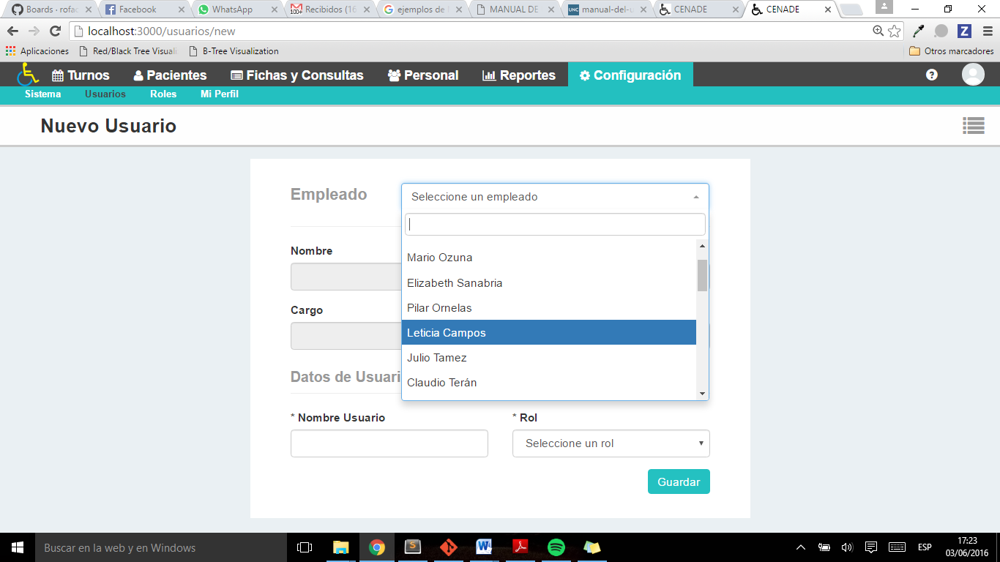 Boards - rofac
Facebook
WhatsApp
Recibidos (16
ejemplos de
MANUAL DE
manual-del-u
CENADE
CENADE
localhost:3000/usuarios/new
Aplicaciones
Red/Black Tree Visuali
B-Tree Visualization
Otros marcadores
Turnos
Pacientes
Fichas y Consultas
Personal
Reportes
Configuración
Sistema
Usuarios
Roles
Mi Perfil
Nuevo Usuario
Empleado
Seleccione un empleado
Mario Ozuna
Elizabeth Sanabria
Pilar Ornelas
Leticia Campos
Julio Tamez
Claudio Terán
Nombre
Cargo
Datos de Usuari
* Nombre Usuario
* Rol
Seleccione un rol
Guardar
Buscar en la web y en Windows
ESP
17:23
03/06/2016